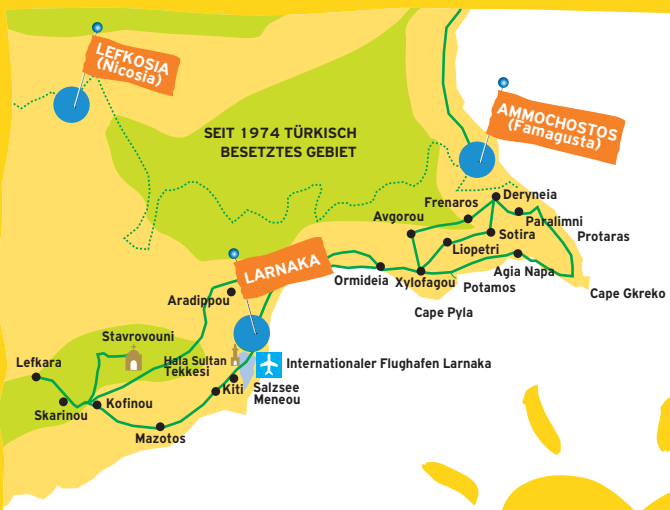 LEFKOSIA
(Nicosia)
AMMOCHOSTOS
(Famagusta)
SEIT 1974 TÜRKISCH
BESETZTES GEBIET
Deryneia
Frenaros
Paralimni
Avgorou
Sotira
Protaras
Liopetri
LARNAKA
Agia Napa
Ormideia
Xylofagou
Potamos
Cape Gkreko
Aradippou
Cape Pyla
Stavrovouni
Hala Sultan
Tekkesi
Internationaler Flughafen Larnaka
Lefkara
Kiti
Salzsee
Meneou
Kofinou
Skarinou
Mazotos